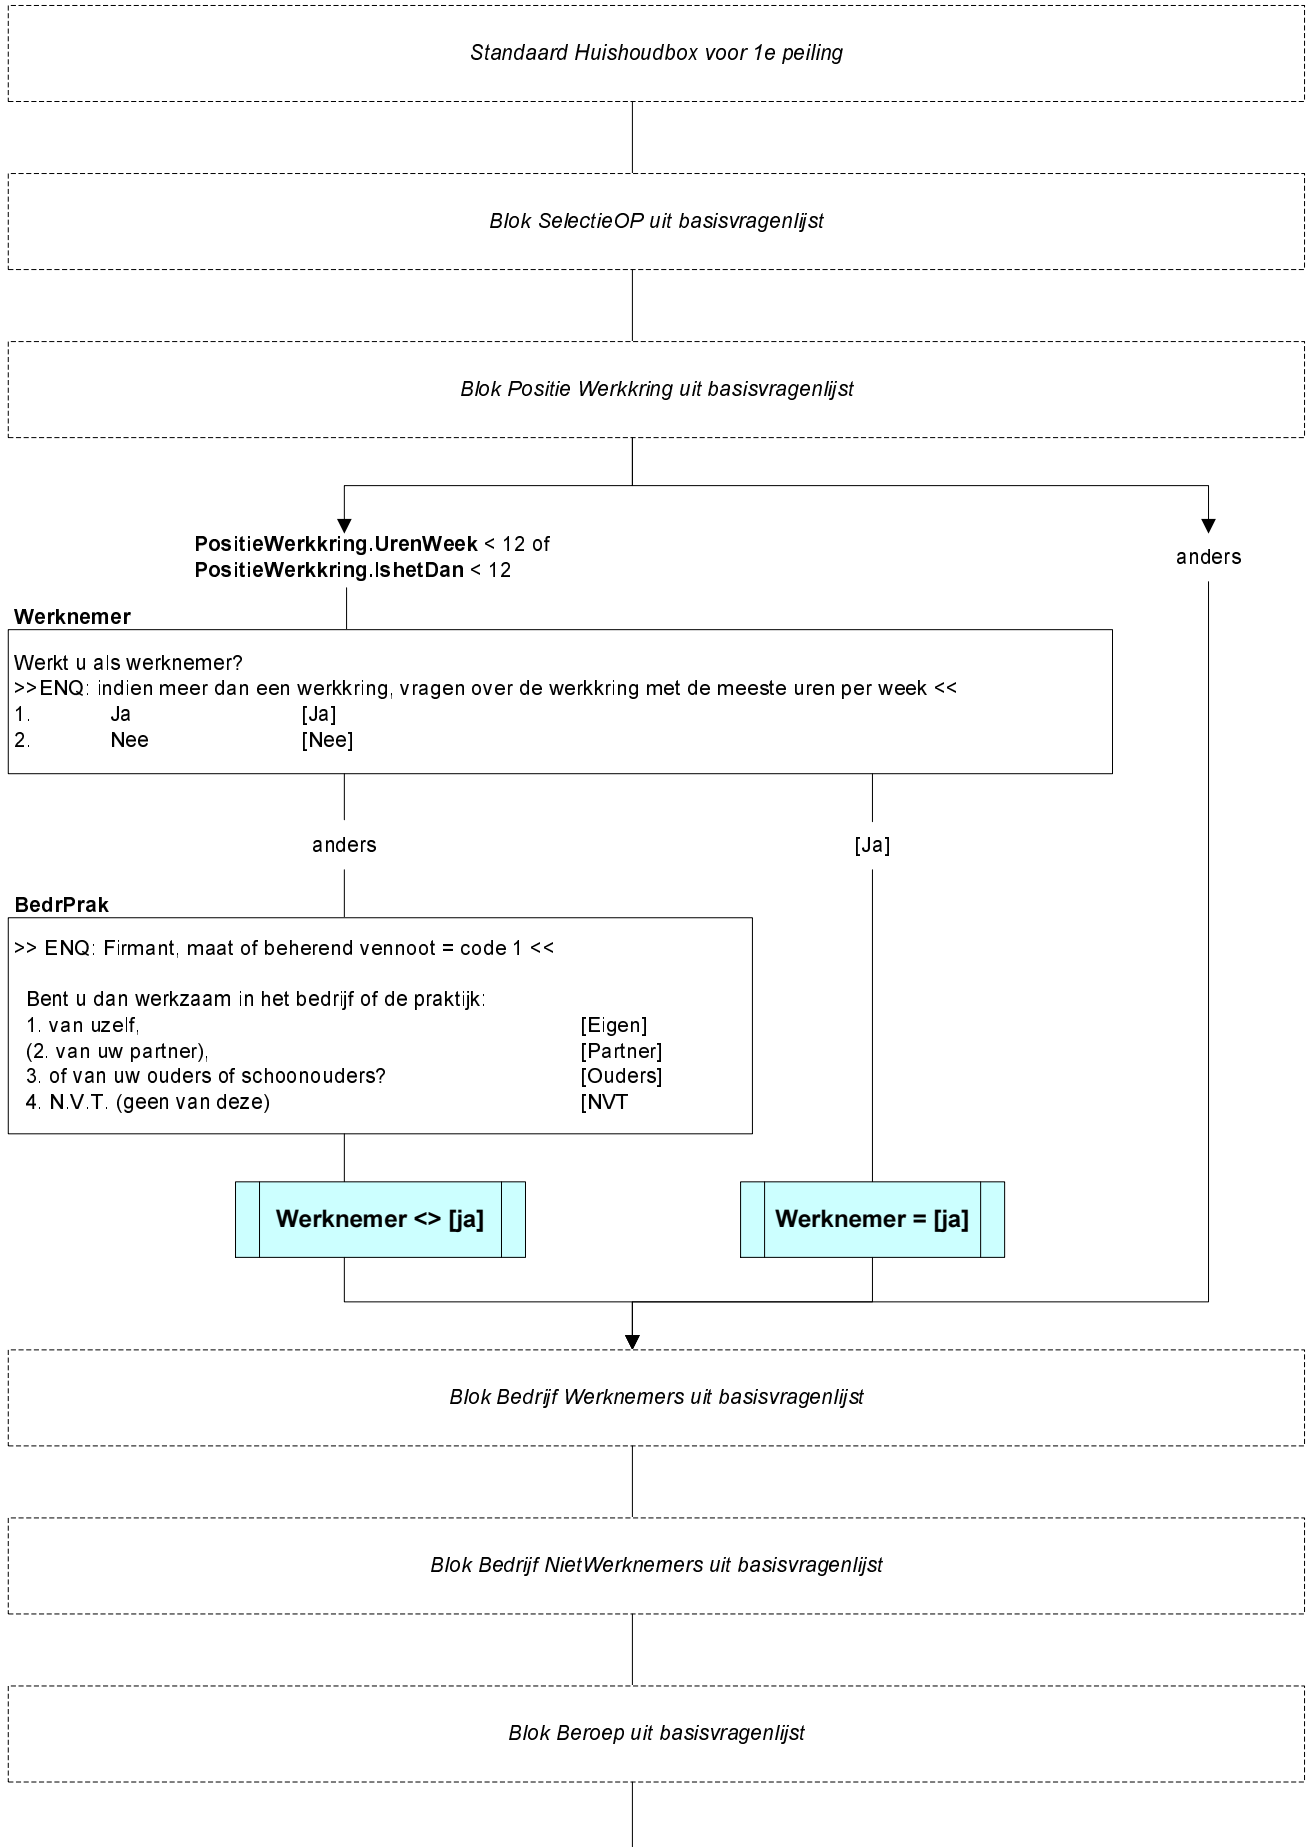 Standaard Huishoudbox voor 1e peiling
Blok SelectieOP uit basisvragenlijst
Blok Positie Werkkring uit basisvragenlijst
PositieWerkkring.UrenWeek < 12 of
PositieWerkkring.IshetDan < 12
anders
Werknemer
Werkt u als werknemer?
>>ENQ: indien meer dan een werkkring, vragen over de werkkring met de meeste uren per week <<
1. Ja [Ja]
2. Nee [Nee]
anders [Ja]
BedrPrak
>> ENQ: Firmant, maat of beherend vennoot = code 1 <<
Bent u dan werkzaam in het bedrijf of de praktijk:
1. van uzelf, [Eigen]
(2. van uw partner), [Partner]
3. of van uw ouders of schoonouders? [Ouders]
4. N.V.T. (geen van deze) [NVT
Werknemer <> [ja] Werknemer = [ja]
Blok Bedrijf Werknemers uit basisvragenlijst
Blok Bedrijf NietWerknemers uit basisvragenlijst
Blok Beroep uit basisvragenlijst